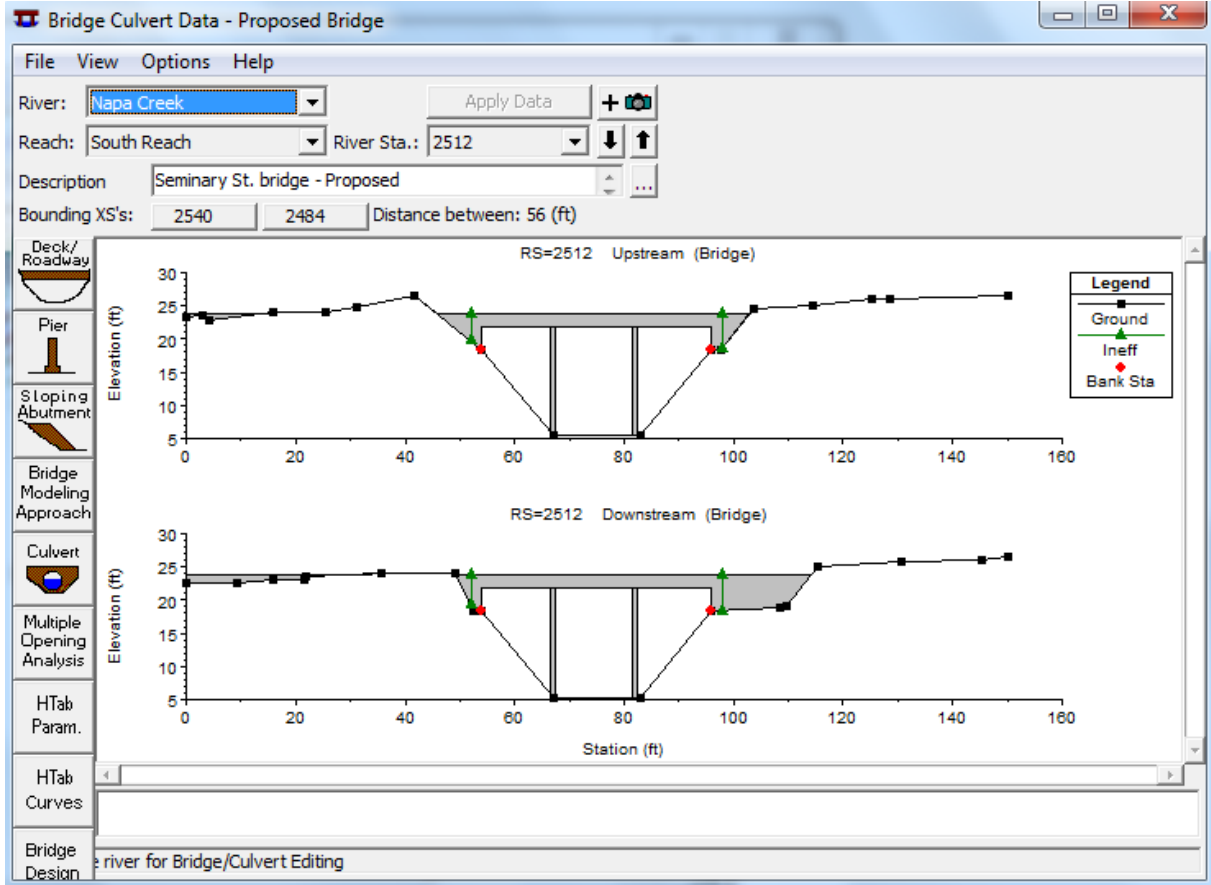 Bridge Culvert Data - Proposed Bridge
File View Options Help
River: Napa Creek Apply Data +
Reach: South Reach River Sta.: 2512
Description Seminary St. bridge - Proposed ...
Bounding XS's: 2540 2484 Distance between: 56 (ft)
Deck/
Roadway
Pier
Sloping
Abutment
Bridge
Modeling
Approach
Culvert
Multiple
Opening
Analysis
HTab
Param.
HTab
Curves
Bridge
Design
RS=2512 Upstream (Bridge)
30
25
20
15
10
5
Elevation (ft)
0 20 40 60 80 100 120 140 160
Legend
Ground
Ineff
Bank Sta
RS=2512 Downstream (Bridge)
30
25
20
15
10
5
Elevation (ft)
0 20 40 60 80 100 120 140 160
Station (ft)
river for Bridge/Culvert Editing